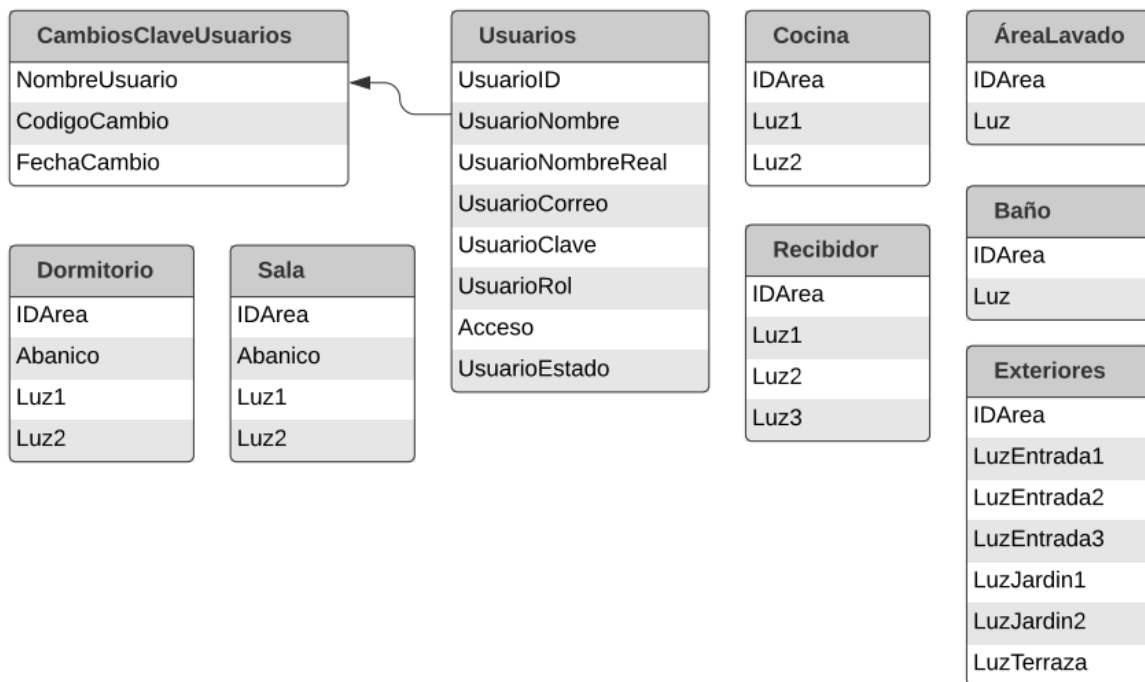 CambiosClaveUsuarios
NombreUsuario
CodigoCambio
FechaCambio
Usuarios
UsuarioID
UsuarioNombre
UsuarioNombreReal
UsuarioCorreo
UsuarioClave
UsuarioRol
Acceso
UsuarioEstado
Cocina
IDArea
Luz1
Luz2
ÁreaLavado
IDArea
Luz
Dormitorio
IDArea
Abanico
Luz1
Luz2
Sala
IDArea
Abanico
Luz1
Luz2
Recibidor
IDArea
Luz1
Luz2
Luz3
Baño
IDArea
Luz
Exteriores
IDArea
LuzEntrada1
LuzEntrada2
LuzEntrada3
LuzJardin1
LuzJardin2
LuzTerraza